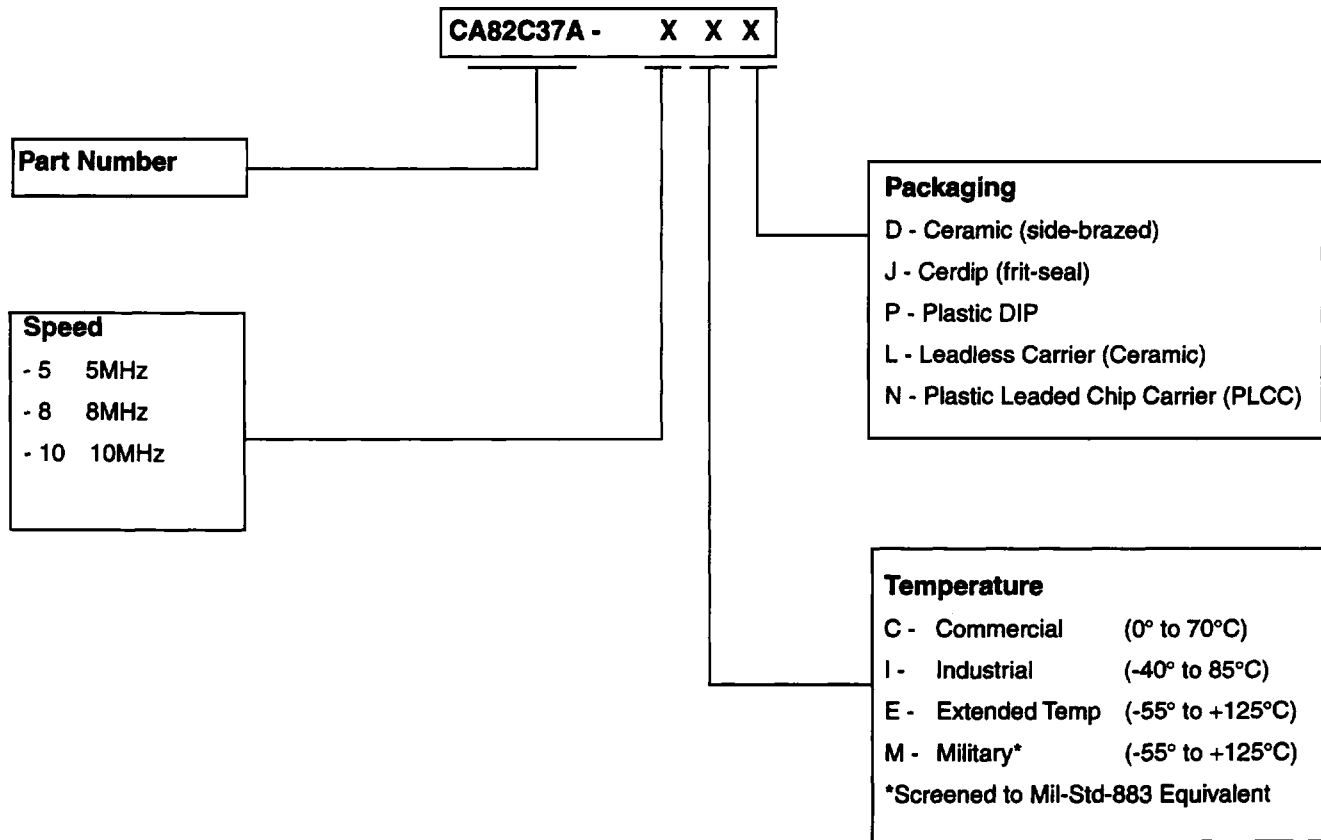 CA82C37A - X X X
Part Number
Speed
- 5 5MHz
- 8 8MHz
- 10 10MHz
Packaging
D - Ceramic (side-brazed)
J - Cerdip (frit-seal)
P - Plastic DIP
L - Leadless Carrier (Ceramic)
N - Plastic Leaded Chip Carrier (PLCC)
Temperature
C - Commercial (0° to 70°C)
I - Industrial (-40° to 85°C)
E - Extended Temp (-55° to +125°C)
M - Military* (-55° to +125°C)
*Screened to Mil-Std-883 Equivalent